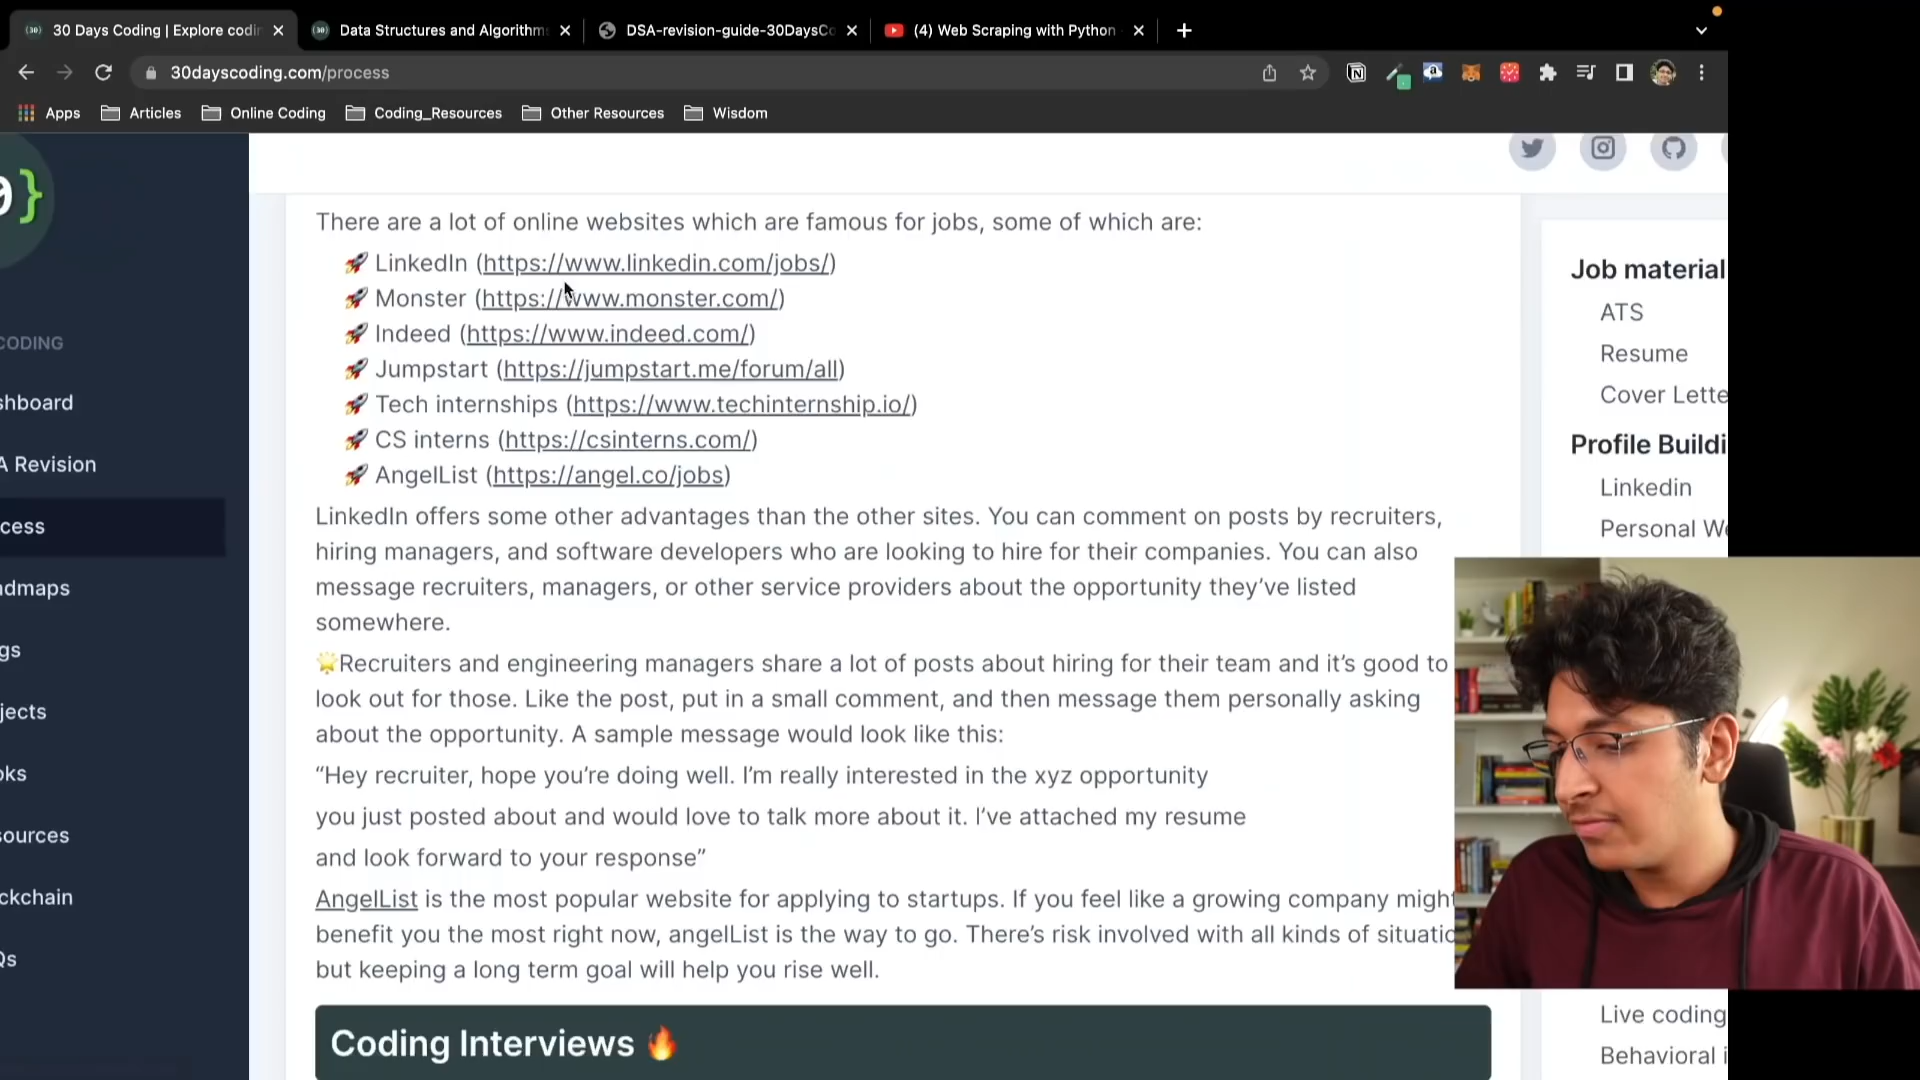 30 Days Coding | Explore codin
Data Structures and Algorithm
DSA-revision-guide-30DaysCo
(4) Web Scraping with Python
30dayscoding.com/process
Apps
Articles
Online Coding
Coding_Resources
Other Resources
Wisdom
}
CODING
shboard
A Revision
cess
admaps
gs
jects
oks
sources
ckchain
Qs
There are a lot of online websites which are famous for jobs, some of which are:
🚀 LinkedIn (https://www.linkedin.com/jobs/)
🚀 Monster (https://www.monster.com/)
🚀 Indeed (https://www.indeed.com/)
🚀 Jumpstart (https://jumpstart.me/forum/all)
🚀 Tech internships (https://www.techinternship.io/)
🚀 CS interns (https://csinterns.com/)
🚀 AngelList (https://angel.co/jobs)
LinkedIn offers some other advantages than the other sites. You can comment on posts by recruiters,
hiring managers, and software developers who are looking to hire for their companies. You can also
message recruiters, managers, or other service providers about the opportunity they’ve listed
somewhere.
🌟Recruiters and engineering managers share a lot of posts about hiring for their team and it’s good to
look out for those. Like the post, put in a small comment, and then message them personally asking
about the opportunity. A sample message would look like this:
“Hey recruiter, hope you’re doing well. I’m really interested in the xyz opportunity
you just posted about and would love to talk more about it. I’ve attached my resume
and look forward to your response”
AngelList is the most popular website for applying to startups. If you feel like a growing company might
benefit you the most right now, angelList is the way to go. There’s risk involved with all kinds of situatio
but keeping a long term goal will help you rise well.
Coding Interviews 🔥
Job material
ATS
Resume
Cover Lette
Profile Buildi
Linkedin
Personal We
Live coding
Behavioral i